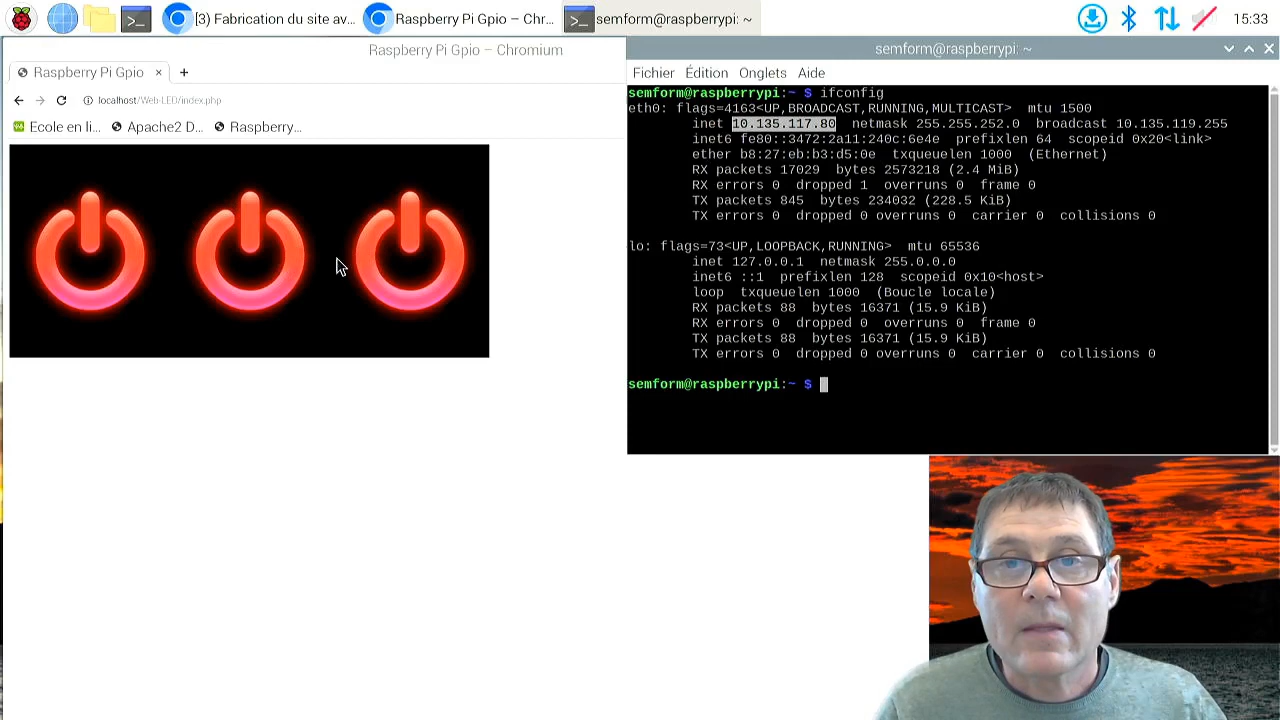 [3) Fabrication du site av...
Raspberry Pi Gpio – Chr...
semform@raspberrypi: ~
15:33
Raspberry Pi Gpio – Chromium
Raspberry Pi Gpio
localhost/Web-LED/index.php
Ecole en li...
Apache2 D...
Raspberry...
semform@raspberrypi: ~
Fichier Édition Onglets Aide
semform@raspberrypi:~ $ ifconfig
eth0: flags=4163<UP,BROADCAST,RUNNING,MULTICAST> mtu 1500
inet 10.135.117.80 netmask 255.255.252.0 broadcast 10.135.119.255
inet6 fe80::3472:2a11:240c:6e4e prefixlen 64 scopeid 0x20<link>
ether b8:27:eb:b3:d5:0e txqueuelen 1000 (Ethernet)
RX packets 17029 bytes 2573218 (2.4 MiB)
RX errors 0 dropped 1 overruns 0 frame 0
TX packets 845 bytes 234032 (228.5 KiB)
TX errors 0 dropped 0 overruns 0 carrier 0 collisions 0
lo: flags=73<UP,LOOPBACK,RUNNING> mtu 65536
inet 127.0.0.1 netmask 255.0.0.0
inet6 ::1 prefixlen 128 scopeid 0x10<host>
loop txqueuelen 1000 (Boucle locale)
RX packets 88 bytes 16371 (15.9 KiB)
RX errors 0 dropped 0 overruns 0 frame 0
TX packets 88 bytes 16371 (15.9 KiB)
TX errors 0 dropped 0 overruns 0 carrier 0 collisions 0
semform@raspberrypi:~ $